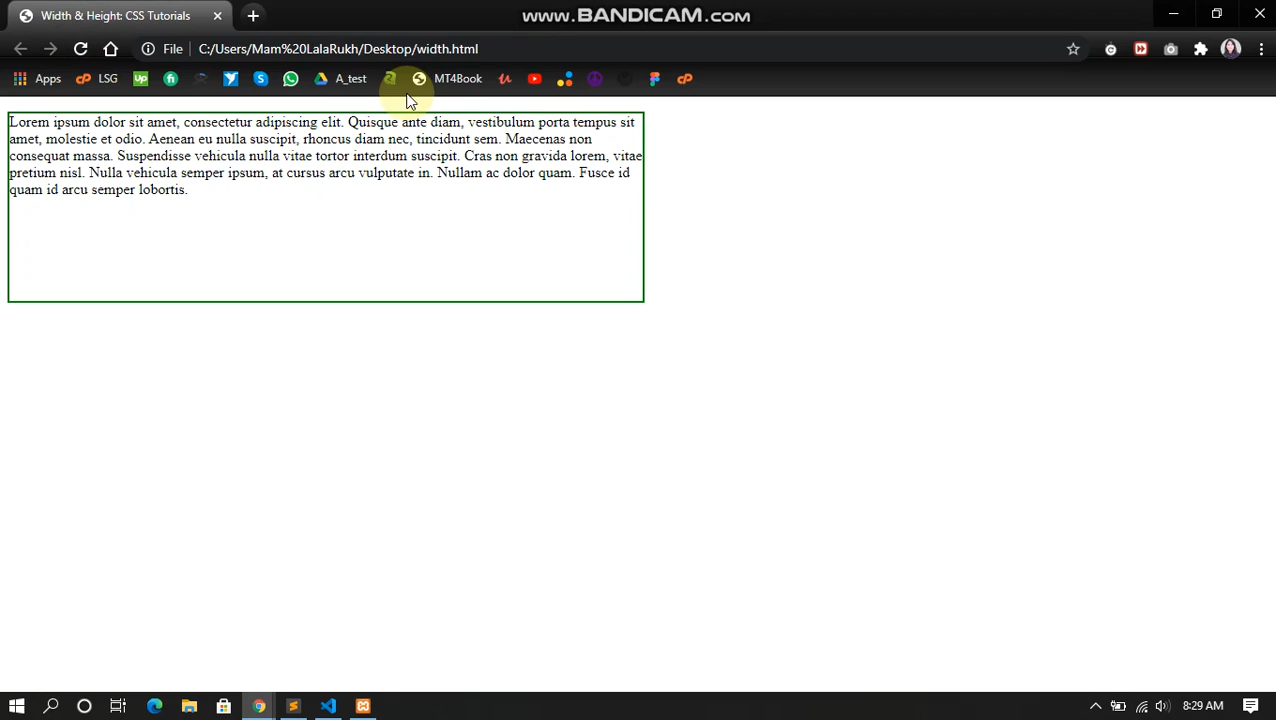 Width & Height: CSS Tutorials
www.BANDICAM.com
File C:/Users/Mam%20LalaRukh/Desktop/width.html
Apps LSG A_test MT4Book
Lorem ipsum dolor sit amet, consectetur adipiscing elit. Quisque ante diam, vestibulum porta tempus sit
amet, molestie et odio. Aenean eu nulla suscipit, rhoncus diam nec, tincidunt sem. Maecenas non
consequat massa. Suspendisse vehicula nulla vitae tortor interdum suscipit. Cras non gravida lorem, vitae
pretium nisl. Nulla vehicula semper ipsum, at cursus arcu vulputate in. Nullam ac dolor quam. Fusce id
quam id arcu semper lobortis.
8:29 AM